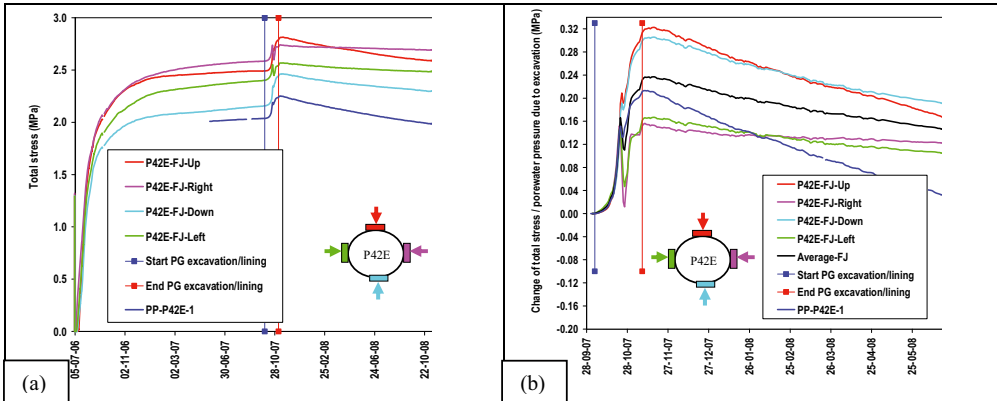 3.0
2.5
2.0
1.5
1.0
0.5
0.0
Total stress (MPa)
P42E-FJ-Up
P42E-FJ-Right
P42E-FJ-Down
P42E-FJ-Left
Start PG excavation/lining
End PG excavation/lining
PP-P42E-1
P42E
05-07-06
02-11-06
02-03-07
30-06-07
28-10-07
25-02-08
24-06-08
22-10-08
(a)
0.32
0.28
0.24
0.20
0.16
0.12
0.08
0.04
0.00
-0.04
-0.08
-0.12
-0.16
-0.20
Change of total stress / porewater pressure due to excavation (MPa)
P42E-FJ-Up
P42E-FJ-Right
P42E-FJ-Down
P42E-FJ-Left
Average-FJ
Start PG excavation/lining
End PG excavation/lining
PP-P42E-1
P42E
28-09-07
28-10-07
27-11-07
27-12-07
26-01-08
25-02-08
26-03-08
25-04-08
25-05-08
(b)